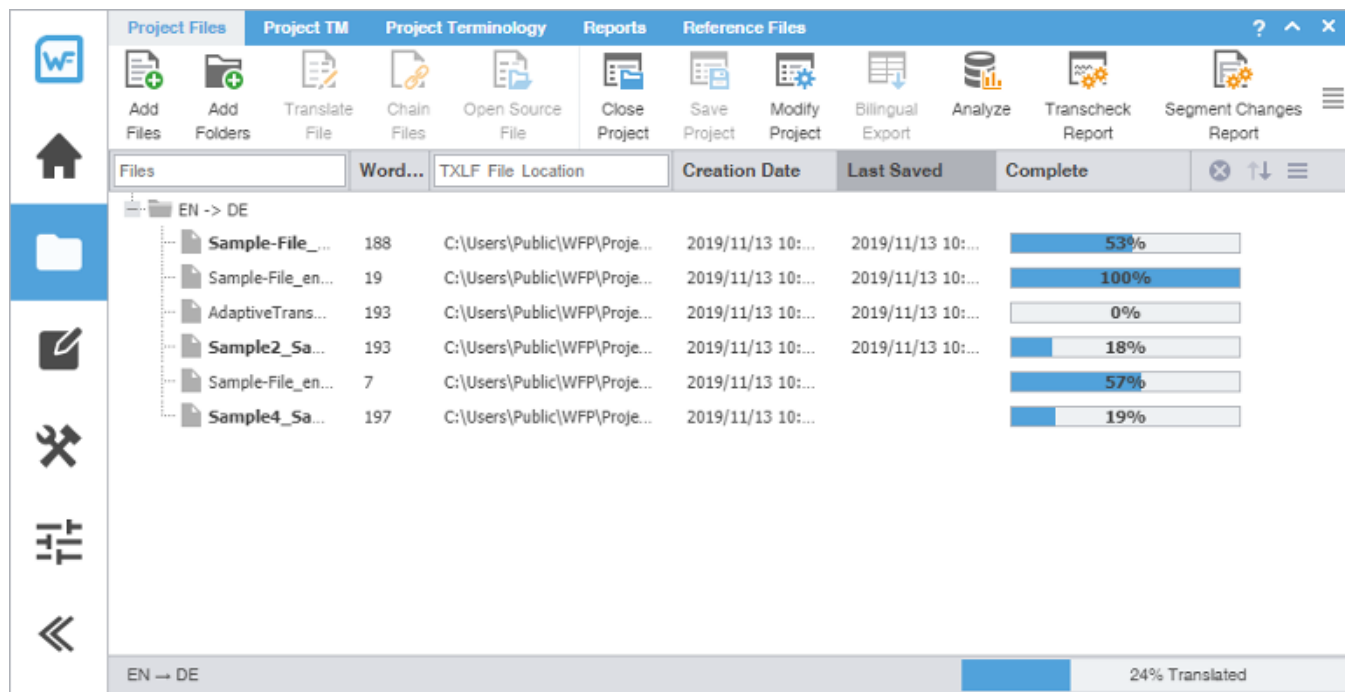 Project Files Project TM Project Terminology Reports Reference Files ?
WF
Add Files Add Folders Translate File Chain Files Open Source File Close Project Save Project Modify Project Bilingual Export Analyze Transcheck Report Segment Changes Report
Files Word... TXLF File Location Creation Date Last Saved Complete
EN -> DE
Sample-File_... 188 C:\Users\Public\WFP\Proje... 2019/11/13 10:... 2019/11/13 10:... 53%
Sample-File_en... 19 C:\Users\Public\WFP\Proje... 2019/11/13 10:... 2019/11/13 10:... 100%
AdaptiveTrans... 193 C:\Users\Public\WFP\Proje... 2019/11/13 10:... 2019/11/13 10:... 0%
Sample2_Sa... 193 C:\Users\Public\WFP\Proje... 2019/11/13 10:... 2019/11/13 10:... 18%
Sample-File_en... 7 C:\Users\Public\WFP\Proje... 2019/11/13 10:... 57%
Sample4_Sa... 197 C:\Users\Public\WFP\Proje... 2019/11/13 10:... 19%
EN → DE 24% Translated